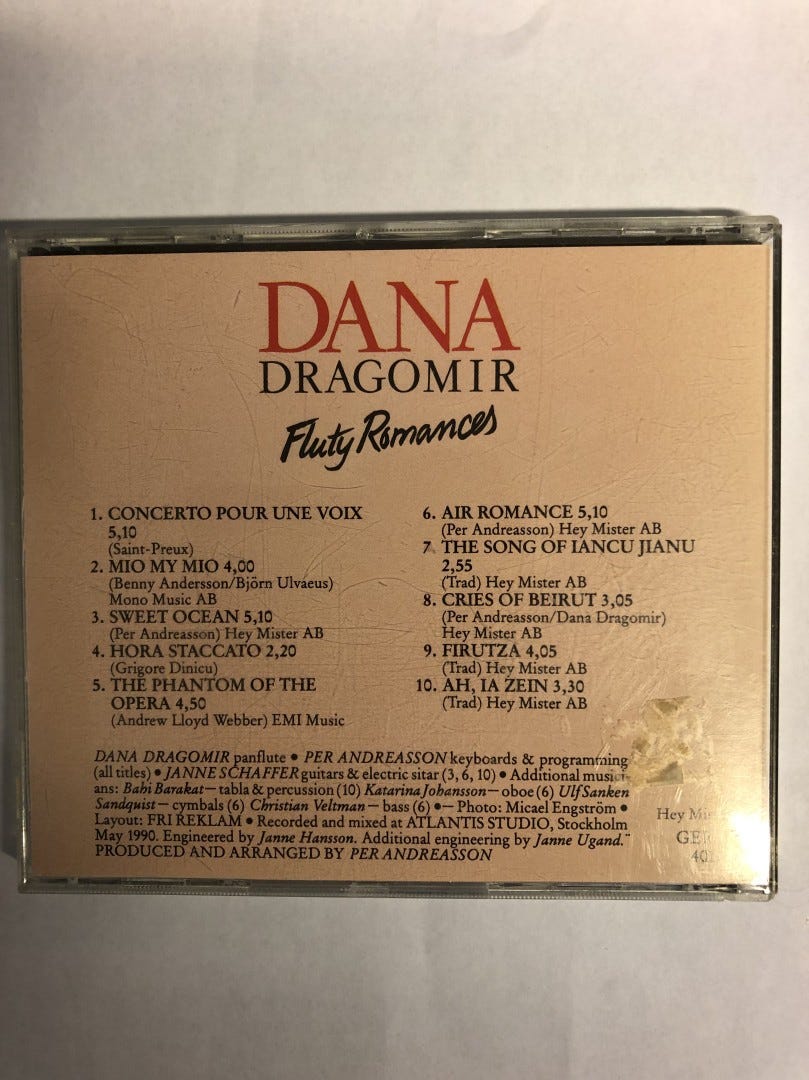 DANA
DRAGOMIR
Fluty Romances
1. CONCERTO POUR UNE VOIX
5,10
(Saint-Preux)
2. MIO MY MIO 4,00
(Benny Andersson/Björn Ulvaeus)
Mono Music AB
3. SWEET OCEAN 5,10
(Per Andreasson) Hey Mister AB
4. HORA STACCATO 2,20
(Grigore Dinicu)
5. THE PHANTOM OF THE
OPERA 4,50
(Andrew Lloyd Webber) EMI Music
6. AIR ROMANCE 5,10
(Per Andreasson) Hey Mister AB
7 THE SONG OF IANCU JIANU
2,55
(Trad) Hey Mister AB
8. CRIES OF BEIRUT 3,05
(Per Andreasson/Dana Dragomir)
Hey Mister AB
9. FIRUTZA 4,05
(Trad) Hey Mister AB
10. AH, IA ZEIN 3,30
(Trad) Hey Mister AB
DANA DRAGOMIR panflute • PER ANDREASSON keyboards & programming
(all titles) • JANNE SCHAFFER guitars & electric sitar (3, 6, 10) • Additional musici-
ans: Bahi Barakat — tabla & percussion (10) Katarina Johansson — oboe (6) Ulf Sanken
Sandquist — cymbals (6) Christian Veltman — bass (6) •— Photo: Micael Engström •
Layout: FRI REKLAM • Recorded and mixed at ATLANTIS STUDIO, Stockholm
May 1990. Engineered by Janne Hansson. Additional engineering by Janne Ugand."
PRODUCED AND ARRANGED BY PER ANDREASSON
Hey